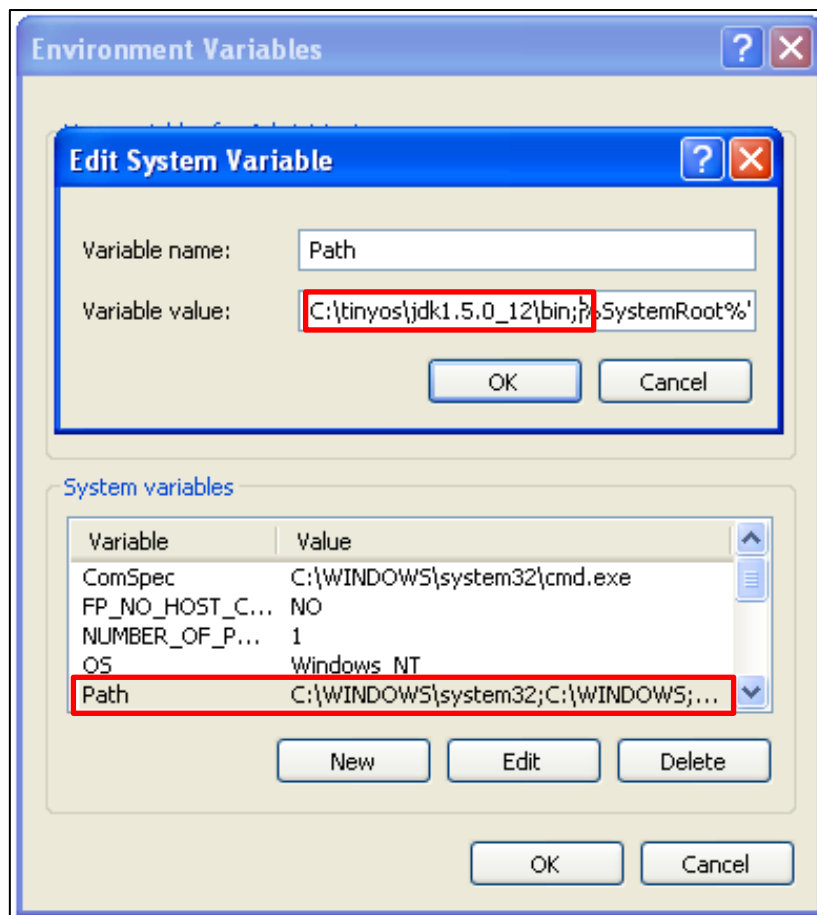 Environment Variables
Edit System Variable
Variable name: Path
Variable value: C:\tinyos\jdk1.5.0_12\bin;%SystemRoot%'
OK Cancel
System variables
Variable Value
ComSpec C:\WINDOWS\system32\cmd.exe
FP_NO_HOST_C... NO
NUMBER_OF_P... 1
OS Windows_NT
Path C:\WINDOWS\system32;C:\WINDOWS;...
New Edit Delete
OK Cancel